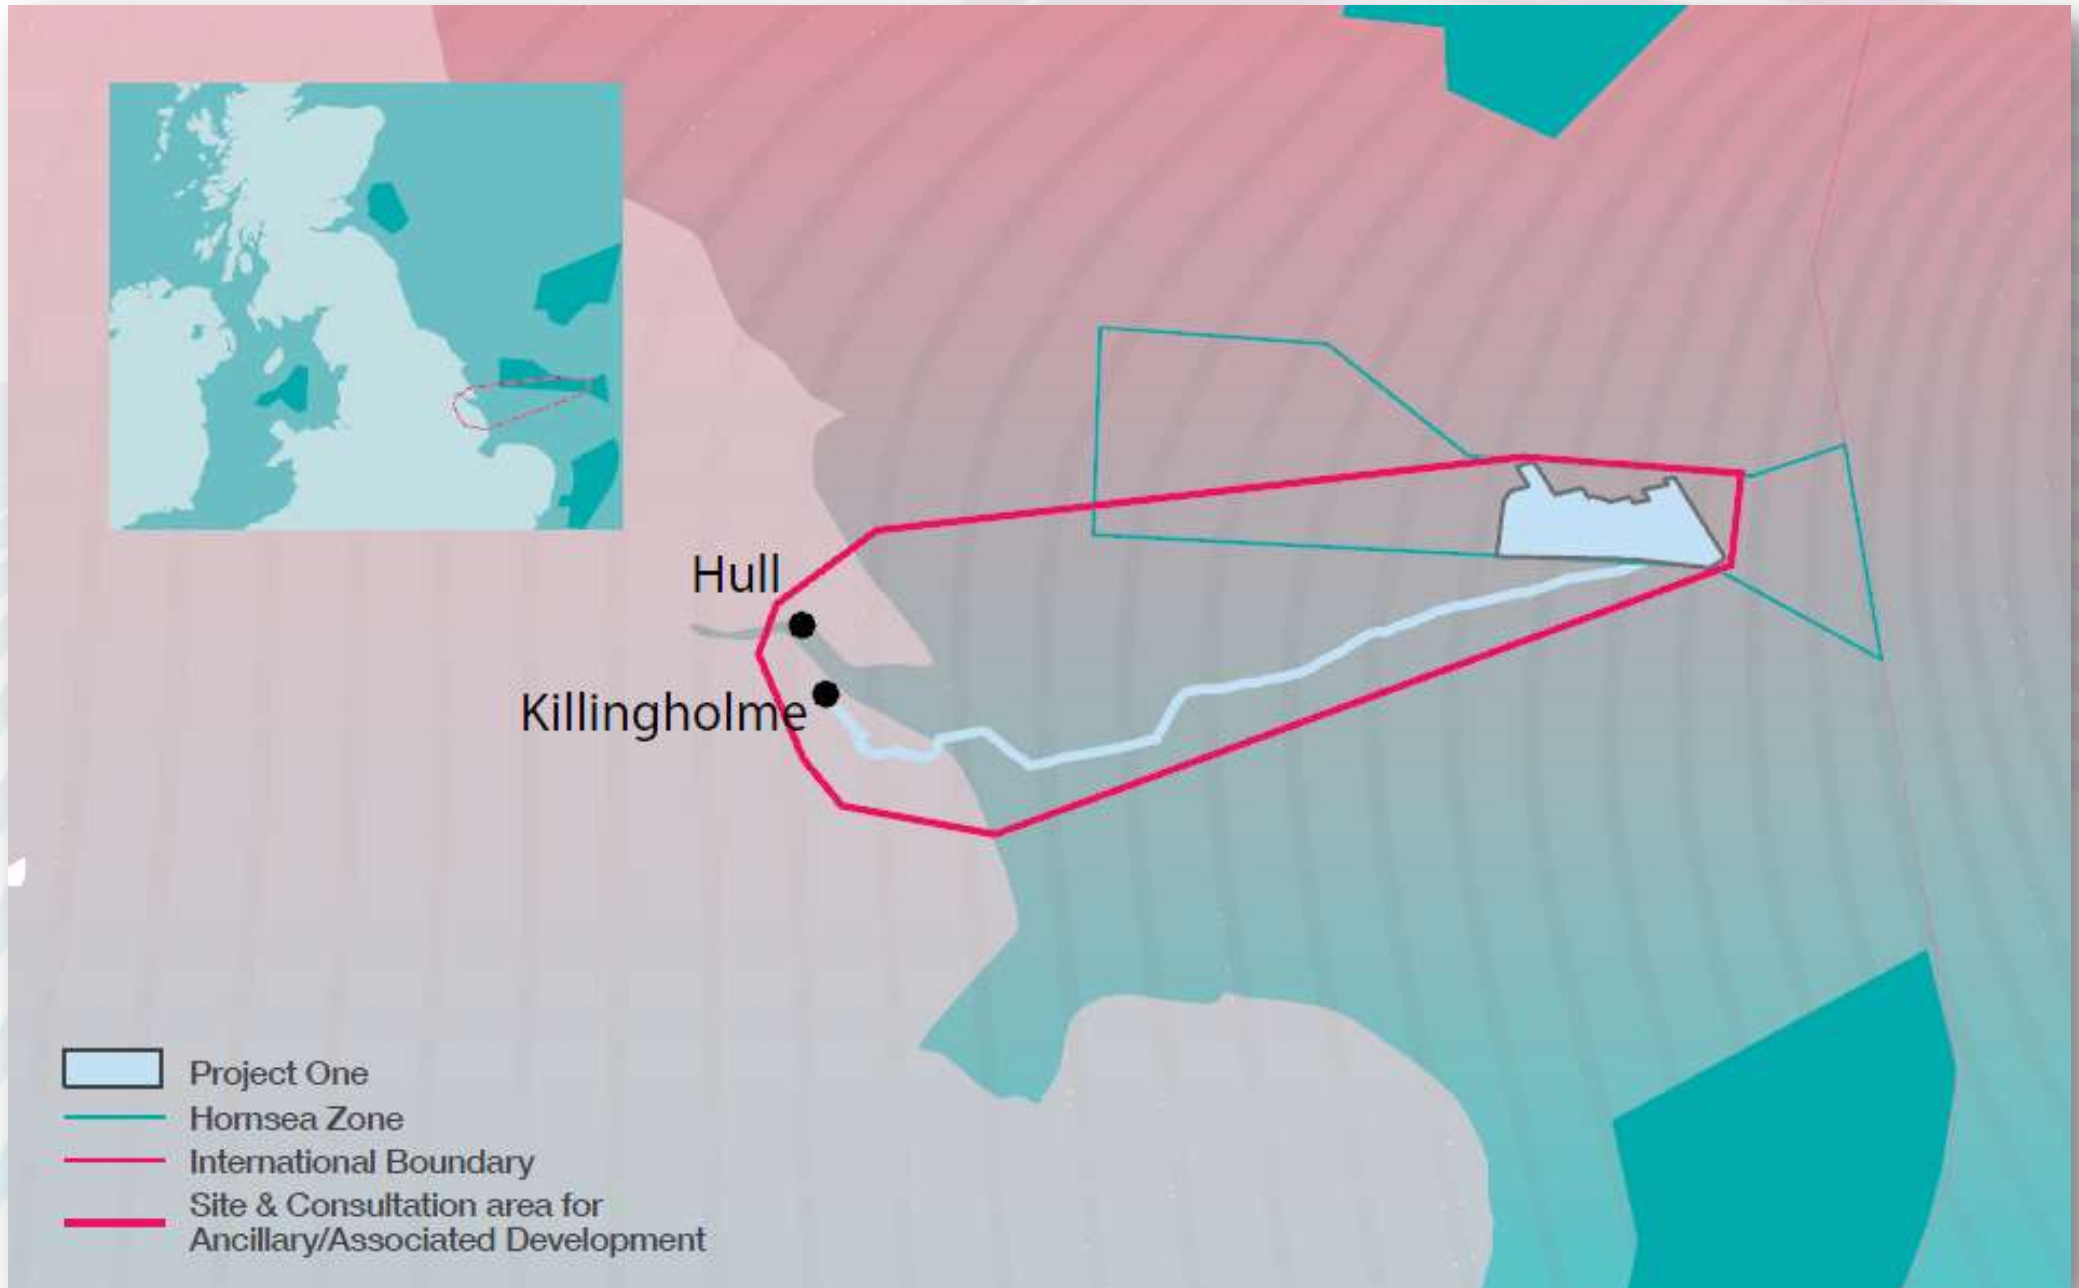 Hull
Killingholme
Project One
Hornsea Zone
International Boundary
Site & Consultation area for
Ancillary/Associated Development